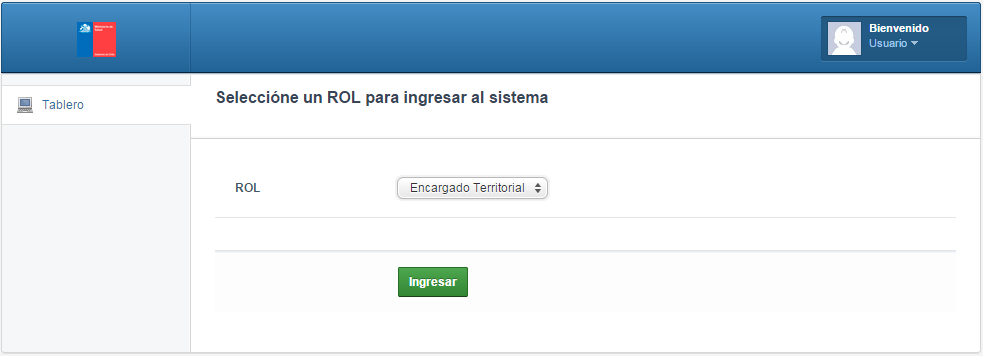 Bienvenido
Usuario
Tablero
Seleccióne un ROL para ingresar al sistema
ROL
Encargado Territorial
Ingresar